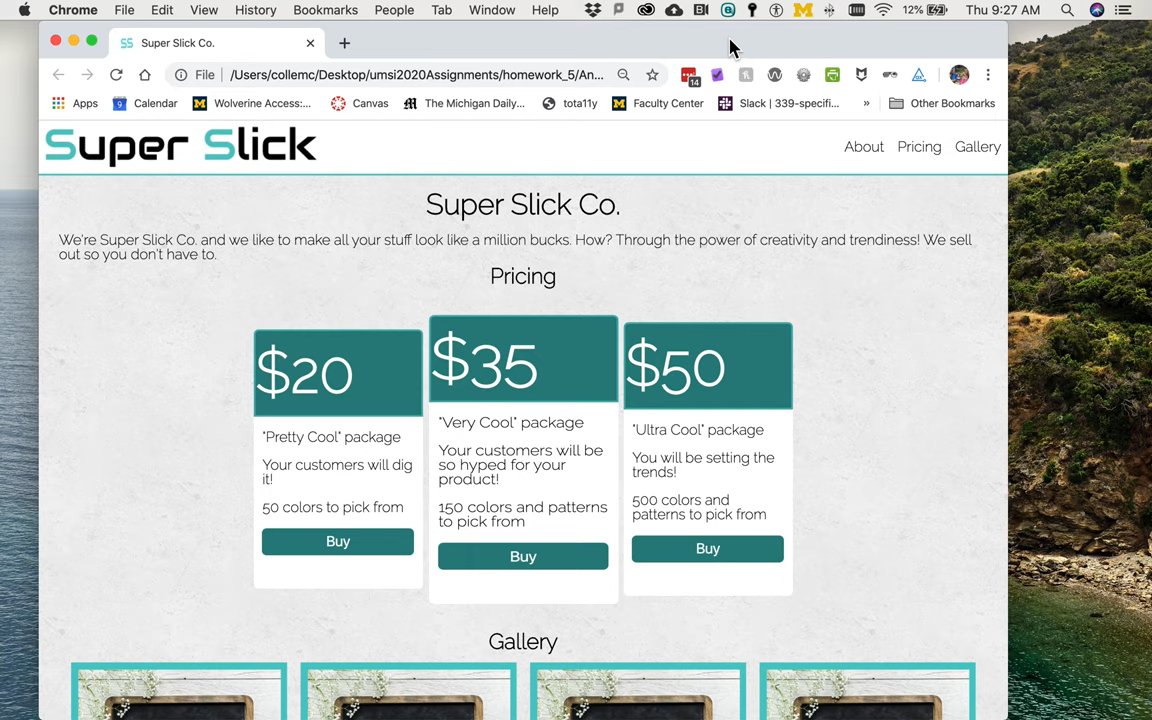 Chrome File Edit View History Bookmarks People Tab Window Help 12% Thu 9:27 AM
SS Super Slick Co.
File /Users/collemc/Desktop/umsi2020Assignments/homework_5/An... 14
Apps 9 Calendar Wolverine Access:... Canvas The Michigan Daily... tota11y Faculty Center Slack | 339-specifi... » Other Bookmarks
Super Slick About Pricing Gallery
Super Slick Co.
We're Super Slick Co. and we like to make all your stuff look like a million bucks. How? Through the power of creativity and trendiness! We sell
out so you don't have to.
Pricing
$20
"Pretty Cool" package
Your customers will dig
it!
50 colors to pick from
Buy
$35
"Very Cool" package
Your customers will be
so hyped for your
product!
150 colors and patterns
to pick from
Buy
$50
"Ultra Cool" package
You will be setting the
trends!
500 colors and
patterns to pick from
Buy
Gallery